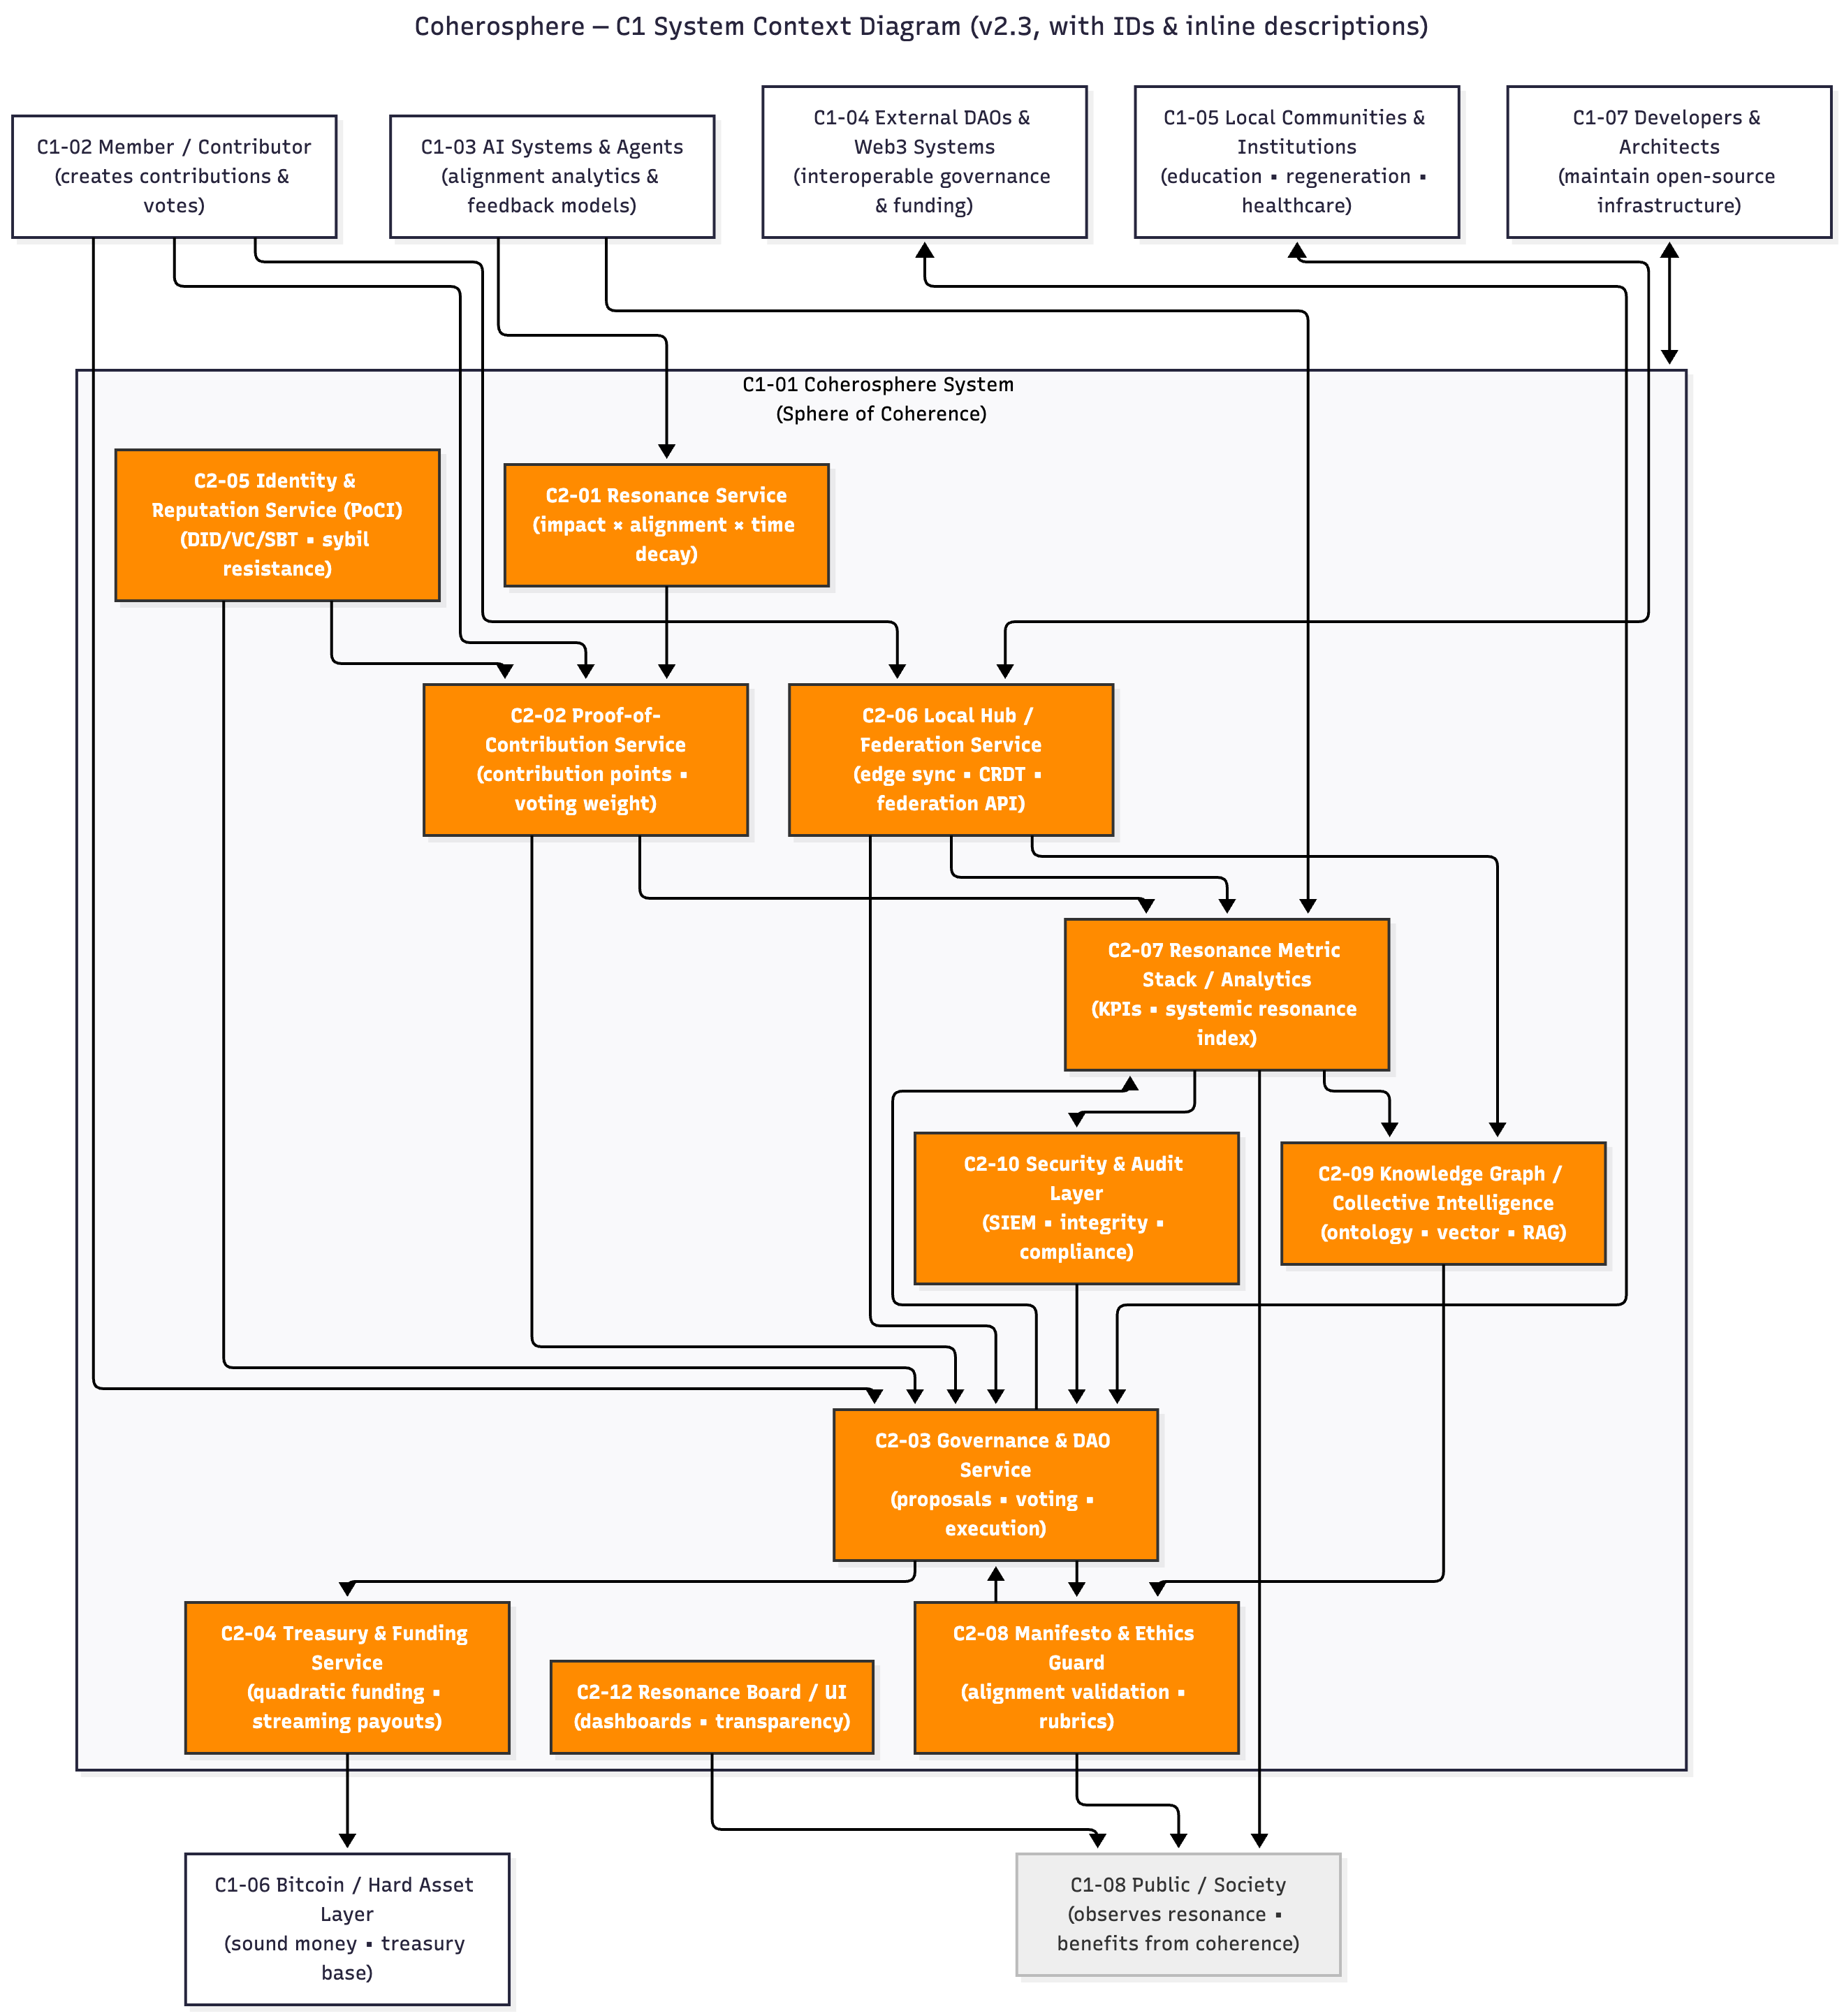 Coherosphere – C1 System Context Diagram (v2.3, with IDs & inline descriptions)
C1-02 Member / Contributor
(creates contributions &
votes)
C1-03 AI Systems & Agents
(alignment analytics &
feedback models)
C1-04 External DAOs &
Web3 Systems
(interoperable governance
& funding)
C1-05 Local Communities &
Institutions
(education ▪ regeneration ▪
healthcare)
C1-07 Developers &
Architects
(maintain open-source
infrastructure)
C1-01 Coherosphere System
(Sphere of Coherence)
C2-05 Identity &
Reputation Service (PoCI)
(DID/VC/SBT ▪ sybil
resistance)
C2-01 Resonance Service
(impact × alignment × time
decay)
C2-02 Proof-of-
Contribution Service
(contribution points ▪
voting weight)
C2-06 Local Hub /
Federation Service
(edge sync ▪ CRDT ▪
federation API)
C2-07 Resonance Metric
Stack / Analytics
(KPIs ▪ systemic resonance
index)
C2-10 Security & Audit
Layer
(SIEM ▪ integrity ▪
compliance)
C2-09 Knowledge Graph /
Collective Intelligence
(ontology ▪ vector ▪ RAG)
C2-03 Governance & DAO
Service
(proposals ▪ voting ▪
execution)
C2-04 Treasury & Funding
Service
(quadratic funding ▪
streaming payouts)
C2-12 Resonance Board / UI
(dashboards ▪ transparency)
C2-08 Manifesto & Ethics
Guard
(alignment validation ▪
rubrics)
C1-06 Bitcoin / Hard Asset
Layer
(sound money ▪ treasury
base)
C1-08 Public / Society
(observes resonance ▪
benefits from coherence)